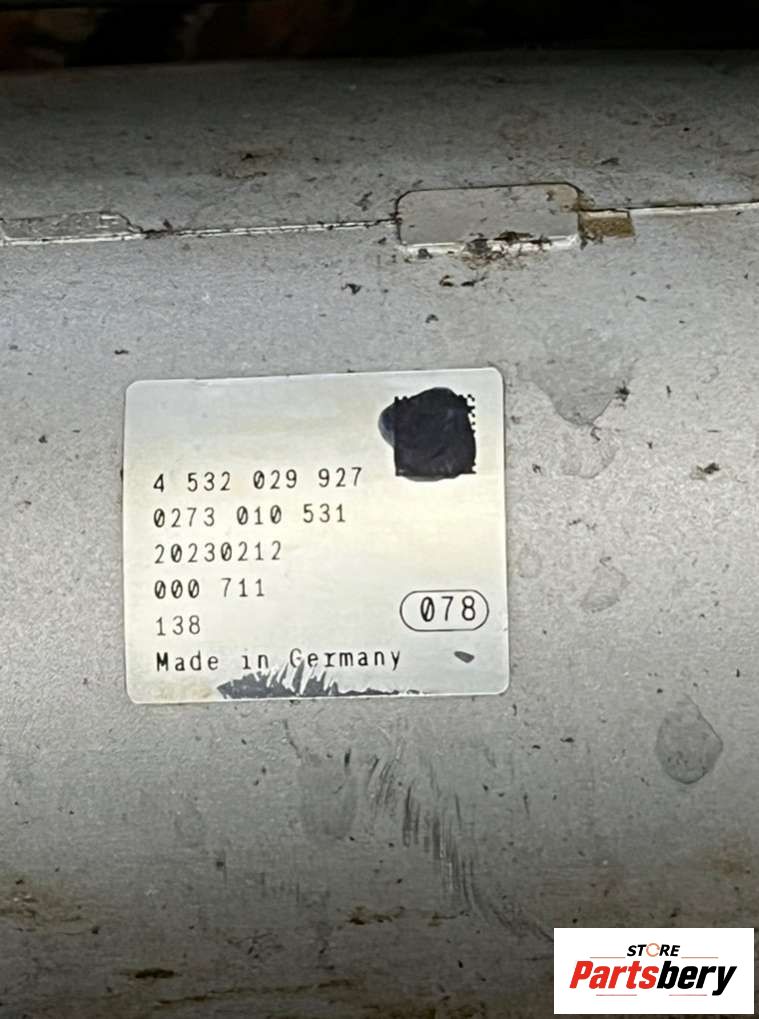 4 532 029 927
0273 010 531
20230212
000 711
138
078
Made in Germany
STORE
Partsbery